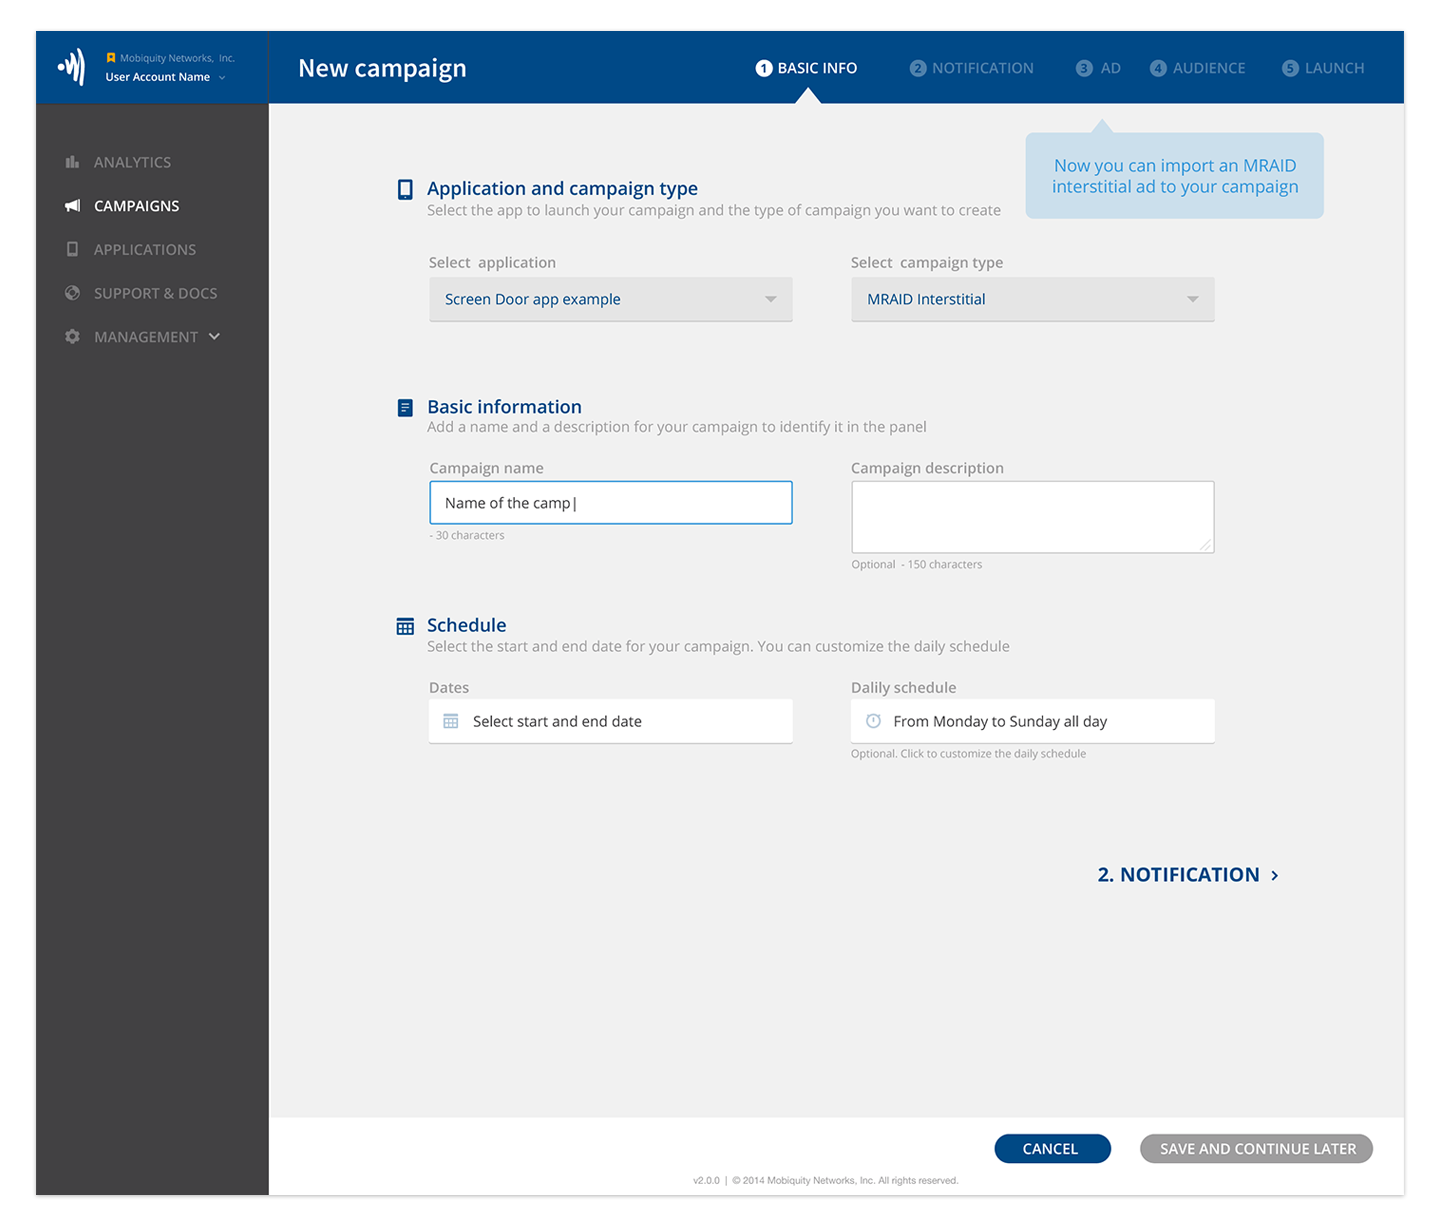 Mobiquity Networks, Inc.
User Account Name
New campaign
1 BASIC INFO
2 NOTIFICATION
3 AD
4 AUDIENCE
5 LAUNCH
ANALYTICS
CAMPAIGNS
APPLICATIONS
SUPPORT & DOCS
MANAGEMENT
Now you can import an MRAID
interstitial ad to your campaign
Application and campaign type
Select the app to launch your campaign and the type of campaign you want to create
Select application
Select campaign type
Screen Door app example
MRAID Interstitial
Basic information
Add a name and a description for your campaign to identify it in the panel
Campaign name
Campaign description
Name of the camp|
- 30 characters
Optional - 150 characters
Schedule
Select the start and end date for your campaign. You can customize the daily schedule
Dates
Dalily schedule
Select start and end date
From Monday to Sunday all day
Optional. Click to customize the daily schedule
2. NOTIFICATION >
CANCEL
SAVE AND CONTINUE LATER
v2.0.0 | © 2014 Mobiquity Networks, Inc. All rights reserved.